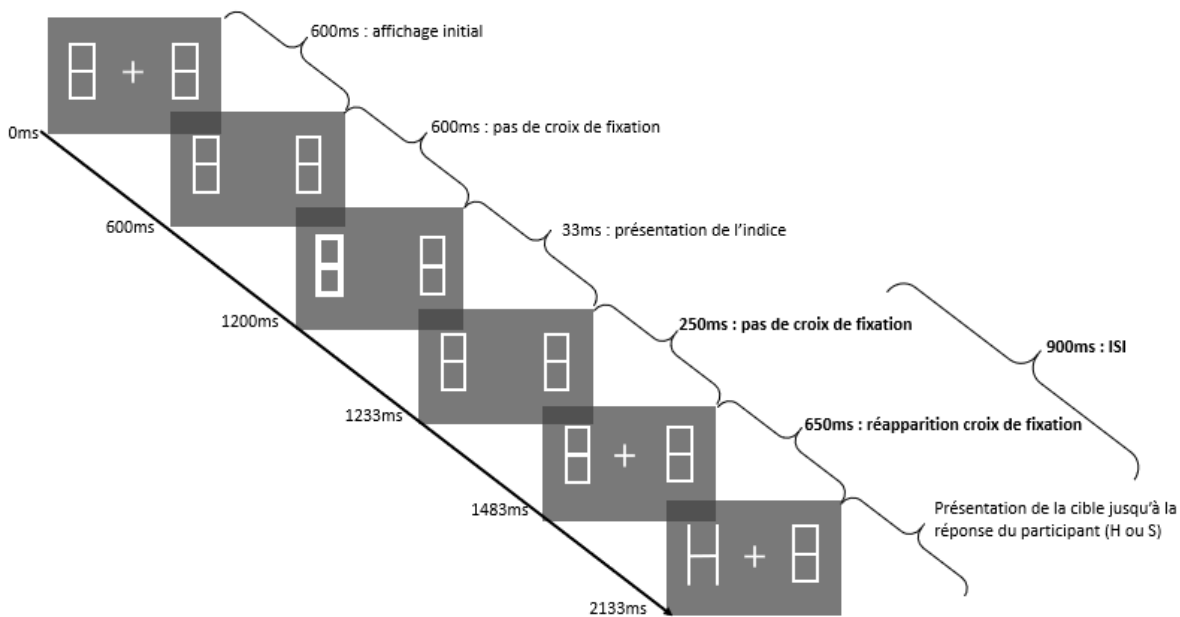 600ms : affichage initial
0ms
600ms : pas de croix de fixation
600ms
33ms : présentation de l'indice
1200ms
250ms : pas de croix de fixation
900ms : ISI
1233ms
650ms : réapparition croix de fixation
1483ms
Présentation de la cible jusqu'à la
réponse du participant (H ou S)
H
2133ms